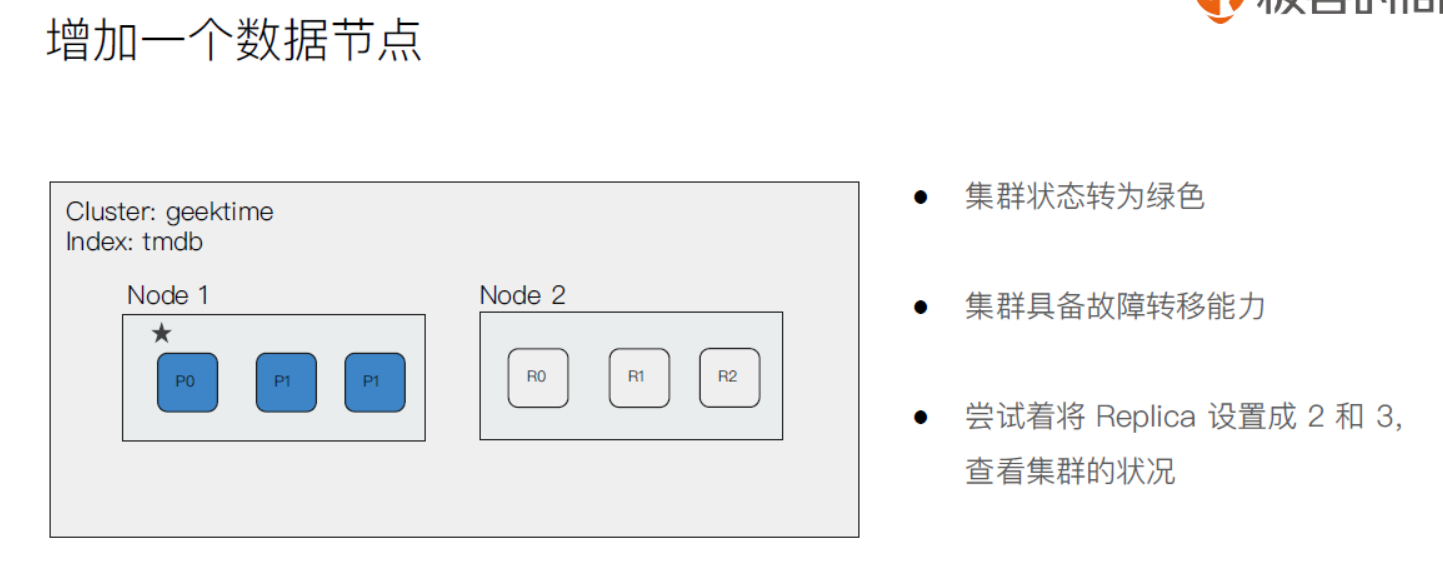 增加一个数据节点
Cluster: geektime
Index: tmdb
Node 1
Node 2
★
P0
P1
P1
R0
R1
R2
● 集群状态转为绿色
● 集群具备故障转移能力
● 尝试着将 Replica 设置成 2 和 3,
查看集群的状况